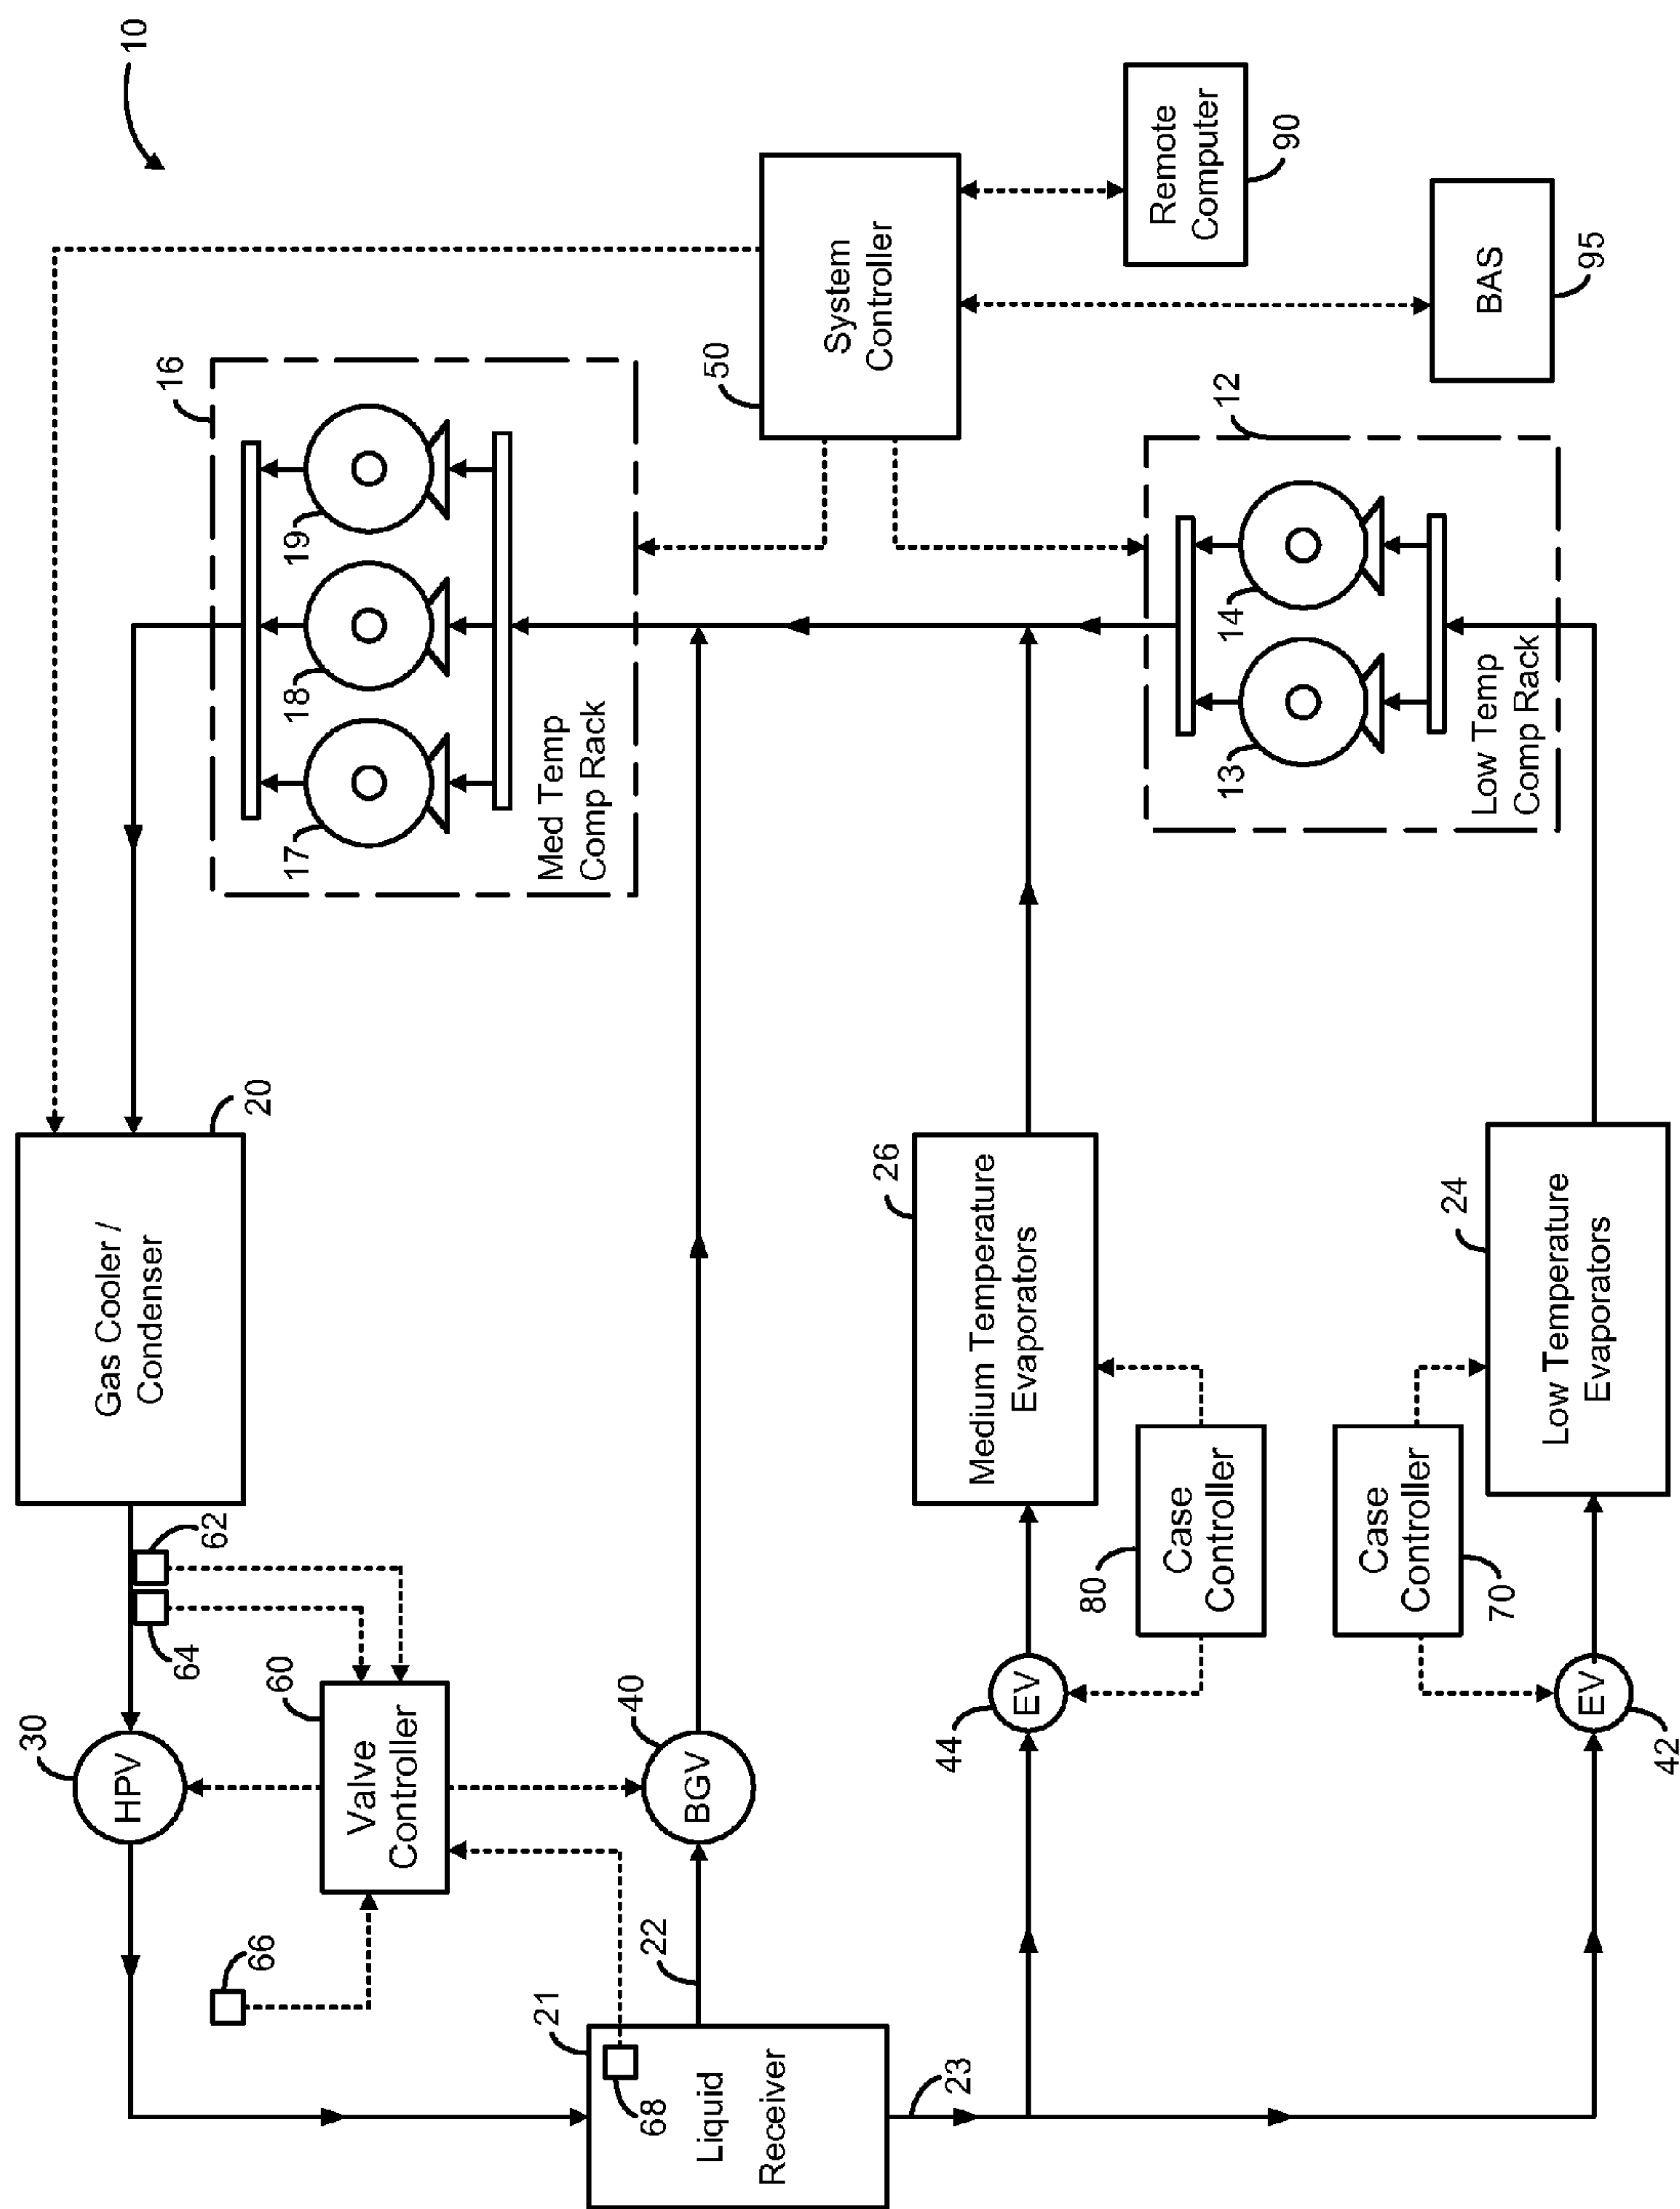 10
Gas Cooler /
Condenser
20
62
64
30
HPV
60
Valve
Controller
66
21
68
Liquid
Receiver
22
23
40
BGV
16
17
18
19
Med Temp
Comp Rack
50
System
Controller
Remote
Computer
90
BAS
95
26
Medium Temperature
Evaporators
44
EV
80
Case
Controller
12
13
14
Low Temp
Comp Rack
24
Low Temperature
Evaporators
Case
Controller
70
EV
42